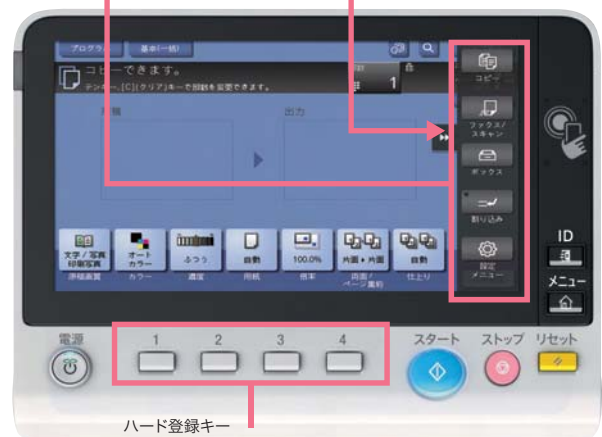 プログラム 基本(一般)
コピーできます。
テンキー、[C](クリア)キーで部数を変更できます。
部数
1
出力
コピー
ファックス/
スキャン
ボックス
割り込み
設定
メニュー
文字/写真
印刷写真
オート
カラー
ふつう
自動
100.0%
片面▸片面
自動
原稿画質
カラー
濃度
用紙
倍率
両面/
ページ集約
仕上り
ID
メニュー
電源
1
2
3
4
スタート
ストップ
リセット
ハード登録キー